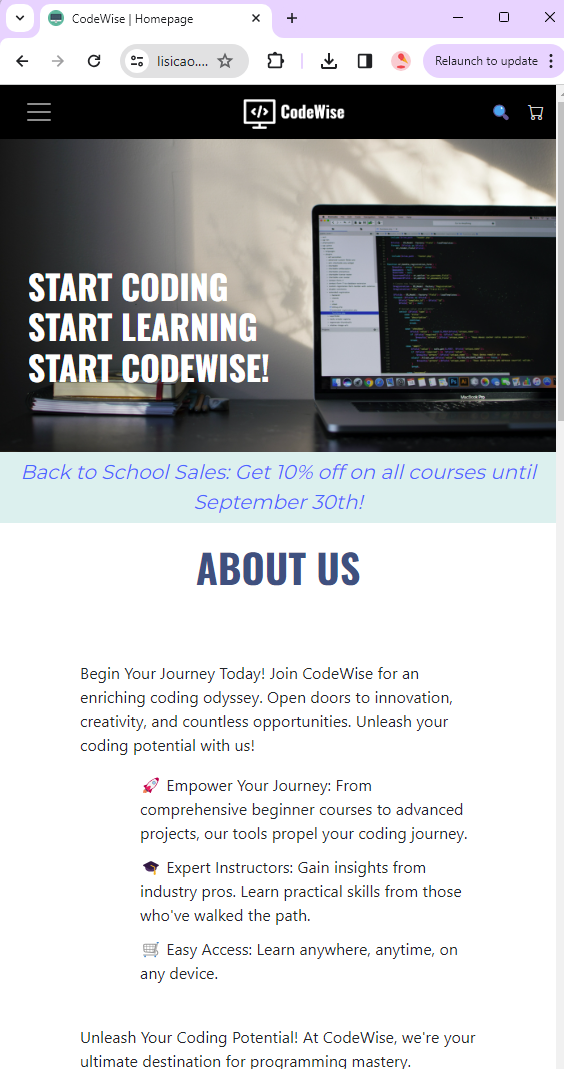 CodeWise | Homepage
lisicao....
Relaunch to update
</> CodeWise
START CODING
START LEARNING
START CODEWISE!
MacBook Pro
Back to School Sales: Get 10% off on all courses until
September 30th!
ABOUT US
Begin Your Journey Today! Join CodeWise for an
enriching coding odyssey. Open doors to innovation,
creativity, and countless opportunities. Unleash your
coding potential with us!
🚀 Empower Your Journey: From
comprehensive beginner courses to advanced
projects, our tools propel your coding journey.
🎓 Expert Instructors: Gain insights from
industry pros. Learn practical skills from those
who've walked the path.
🛒 Easy Access: Learn anywhere, anytime, on
any device.
Unleash Your Coding Potential! At CodeWise, we're your
ultimate destination for programming mastery.